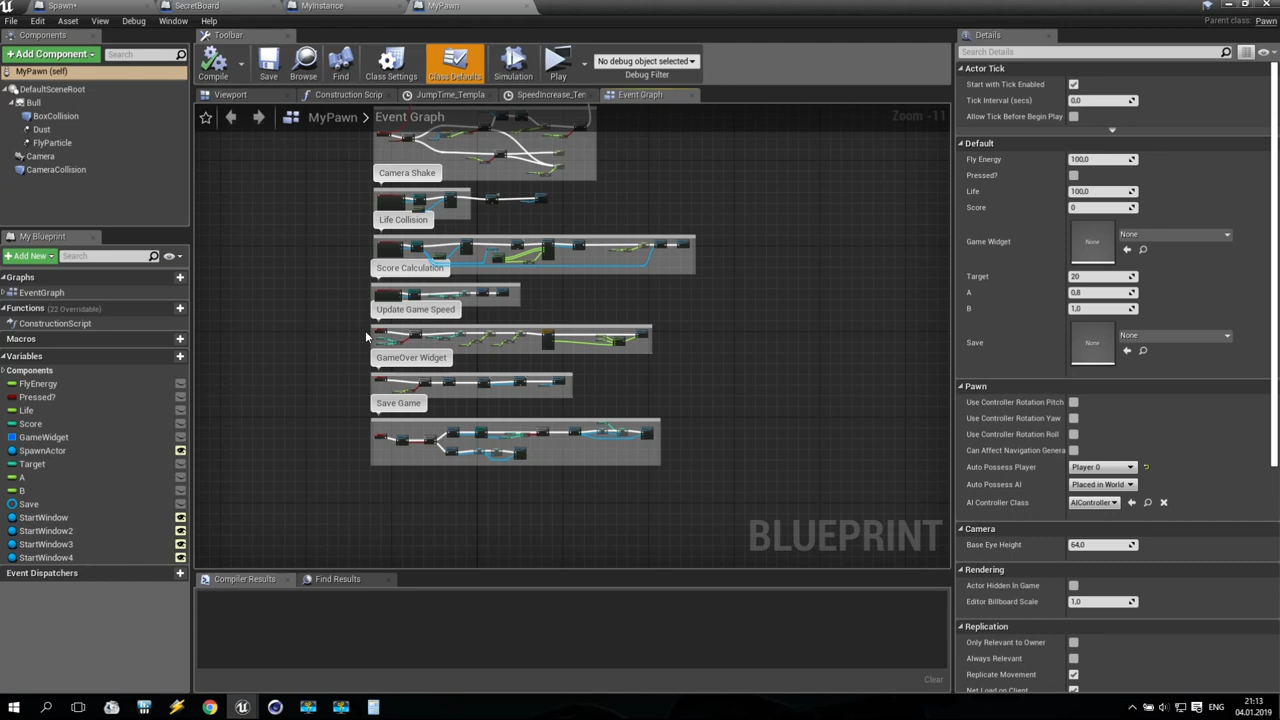 Spawn*
SecretBoard
MyInstance
MyPawn
File
Edit
Asset
View
Debug
Window
Help
Parent class: Pawn
Components
+ Add Component
Search
MyPawn (self)
DefaultSceneRoot
Bull
BoxCollision
Dust
FlyParticle
Camera
CameraCollision
My Blueprint
+ Add New
Search
Graphs
EventGraph
Functions (22 Overridable)
ConstructionScript
Macros
Variables
Components
FlyEnergy
Pressed?
Life
Score
GameWidget
SpawnActor
Target
A
B
Save
StartWindow
StartWindow2
StartWindow3
StartWindow4
Event Dispatchers
Toolbar
Compile
Save
Browse
Find
Class Settings
Class Defaults
Simulation
Play
No debug object selected
Debug Filter
Viewport
Construction Scrip
JumpTime_Templa
SpeedIncrease_Ten
Event Graph
MyPawn > Event Graph
Zoom -11
Camera Shake
Life Collision
Score Calculation
Update Game Speed
GameOver Widget
Save Game
BLUEPRINT
Compiler Results
Find Results
Clear
Details
Search Details
Actor Tick
Start with Tick Enabled
Tick Interval (secs) 0,0
Allow Tick Before Begin Play
Default
Fly Energy 100,0
Pressed?
Life 100,0
Score 0
Game Widget None None
Target 20
A 0,8
B 1,0
Save None None
Pawn
Use Controller Rotation Pitch
Use Controller Rotation Yaw
Use Controller Rotation Roll
Can Affect Navigation Genera
Auto Possess Player Player 0
Auto Possess AI Placed in World
AI Controller Class AIController
Camera
Base Eye Height 64,0
Rendering
Actor Hidden In Game
Editor Billboard Scale 1,0
Replication
Only Relevant to Owner
Always Relevant
Replicate Movement
Net Load on Client
ENG
21:13
04.01.2019